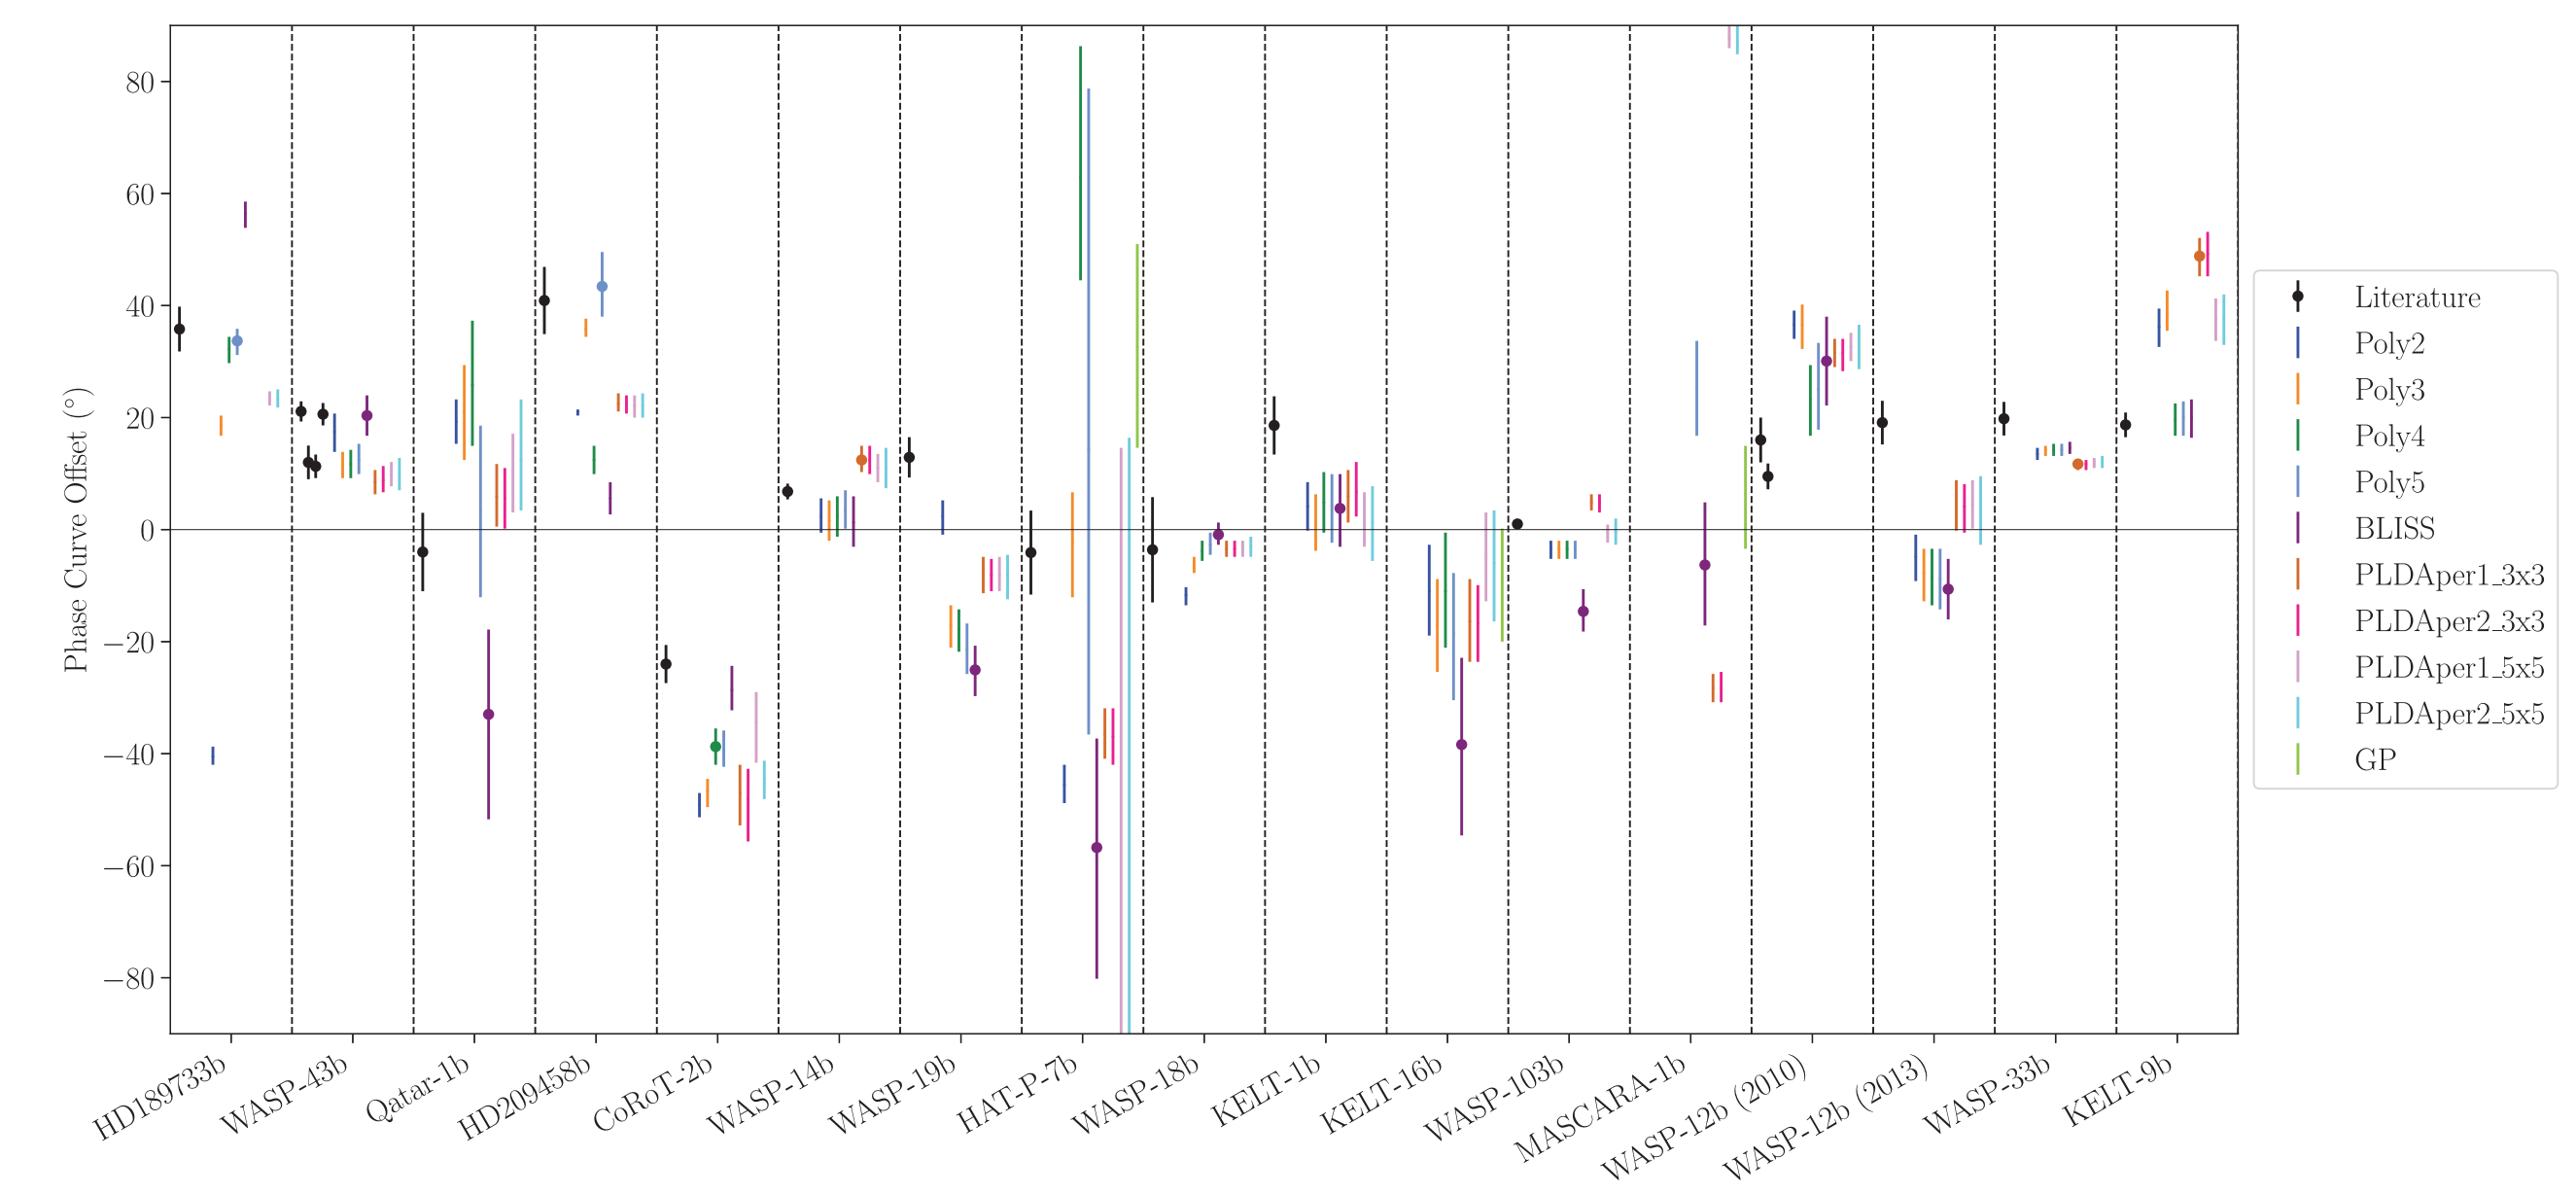 Phase Curve Offset (°)
80
60
40
20
0
−20
−40
−60
−80
HD189733b
WASP-43b
Qatar-1b
HD209458b
CoRoT-2b
WASP-14b
WASP-19b
HAT-P-7b
WASP-18b
KELT-1b
KELT-16b
WASP-103b
MASCARA-1b
WASP-12b (2010)
WASP-12b (2013)
WASP-33b
KELT-9b
Literature
Poly2
Poly3
Poly4
Poly5
BLISS
PLDAper1_3x3
PLDAper2_3x3
PLDAper1_5x5
PLDAper2_5x5
GP